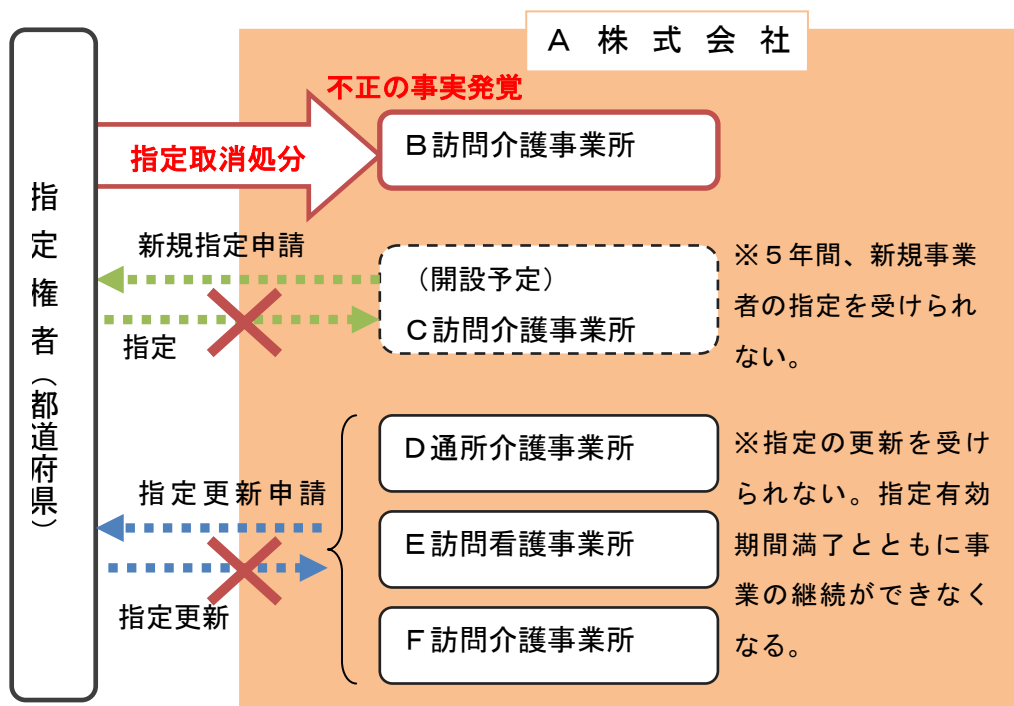 A株式会社
不正の事実発覚
指定取消処分
B訪問介護事業所
指定権者（都道府県）
新規指定申請
指定
（開設予定）
C訪問介護事業所
※５年間、新規事業
者の指定を受けられ
ない。
指定更新申請
指定更新
D通所介護事業所
E訪問看護事業所
F訪問介護事業所
※指定の更新を受け
られない。指定有効
期間満了とともに事
業の継続ができなく
なる。